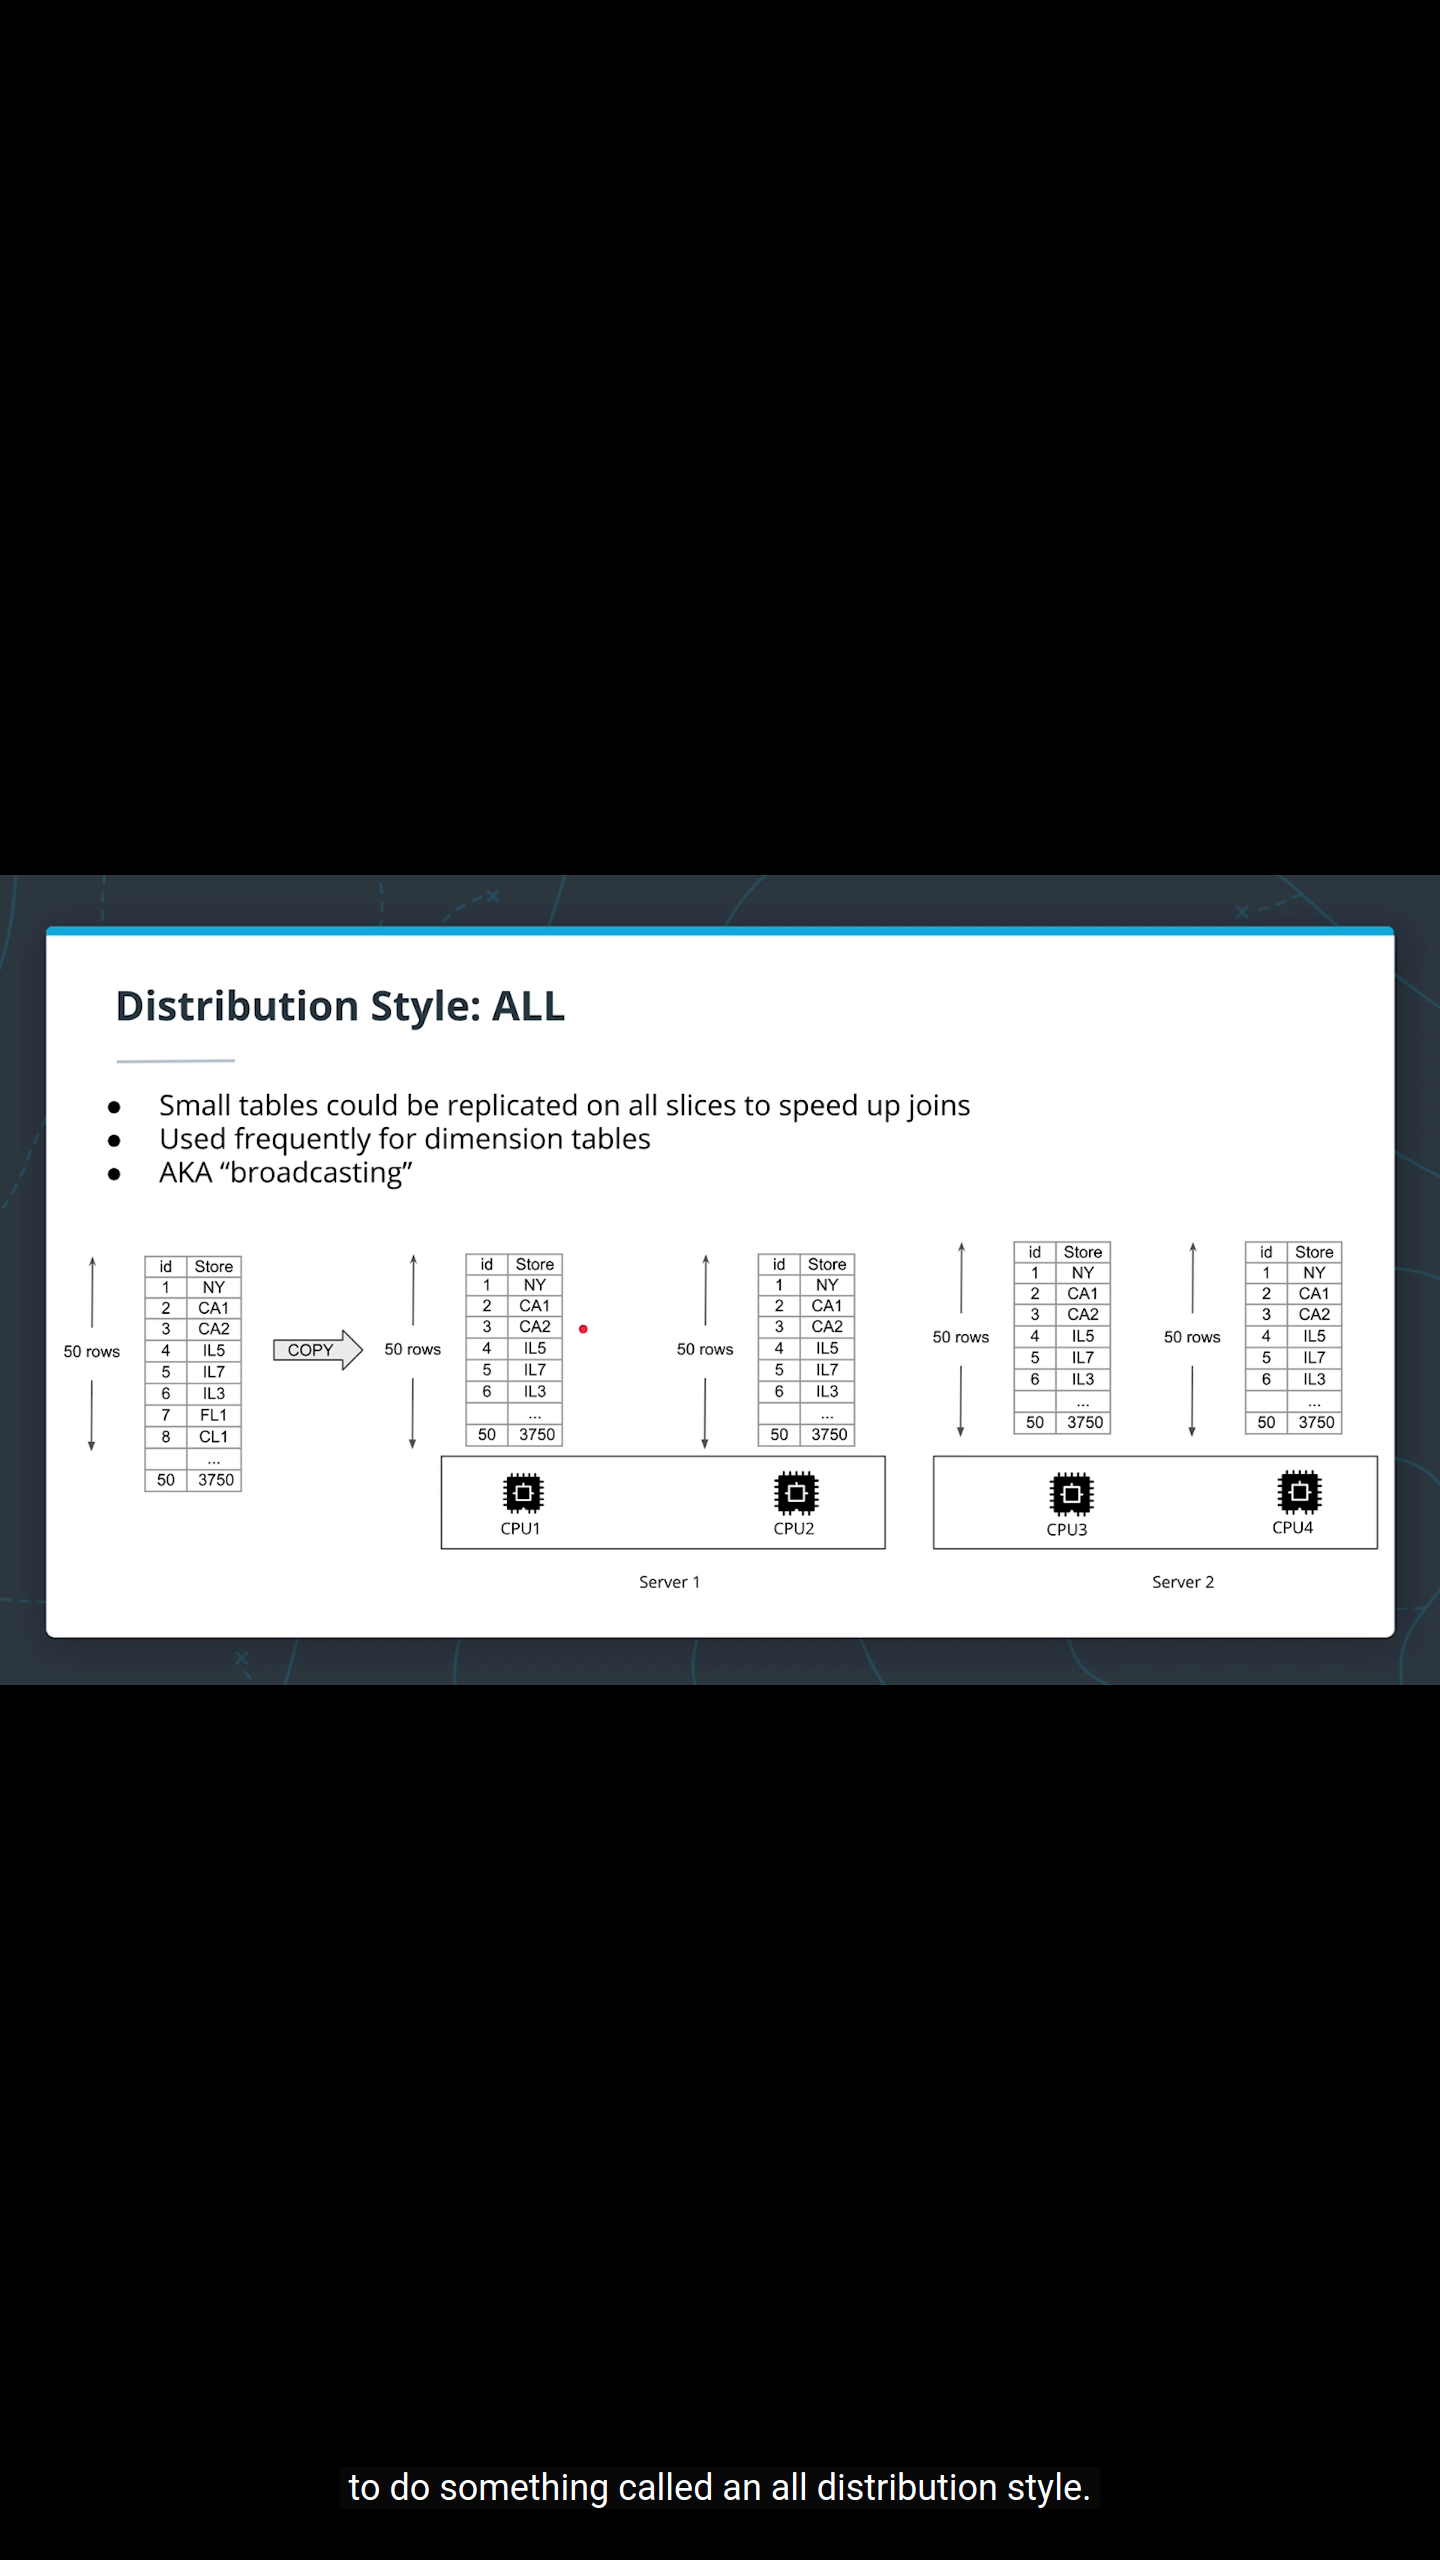 Distribution Style: ALL
● Small tables could be replicated on all slices to speed up joins
● Used frequently for dimension tables
● AKA “broadcasting”
50 rows
id Store
1 NY
2 CA1
3 CA2
4 IL5
5 IL7
6 IL3
7 FL1
8 CL1
...
50 3750
COPY
50 rows
id Store
1 NY
2 CA1
3 CA2
4 IL5
5 IL7
6 IL3
...
50 3750
50 rows
id Store
1 NY
2 CA1
3 CA2
4 IL5
5 IL7
6 IL3
...
50 3750
50 rows
id Store
1 NY
2 CA1
3 CA2
4 IL5
5 IL7
6 IL3
...
50 3750
50 rows
id Store
1 NY
2 CA1
3 CA2
4 IL5
5 IL7
6 IL3
...
50 3750
CPU1
CPU2
CPU3
CPU4
Server 1
Server 2
to do something called an all distribution style.